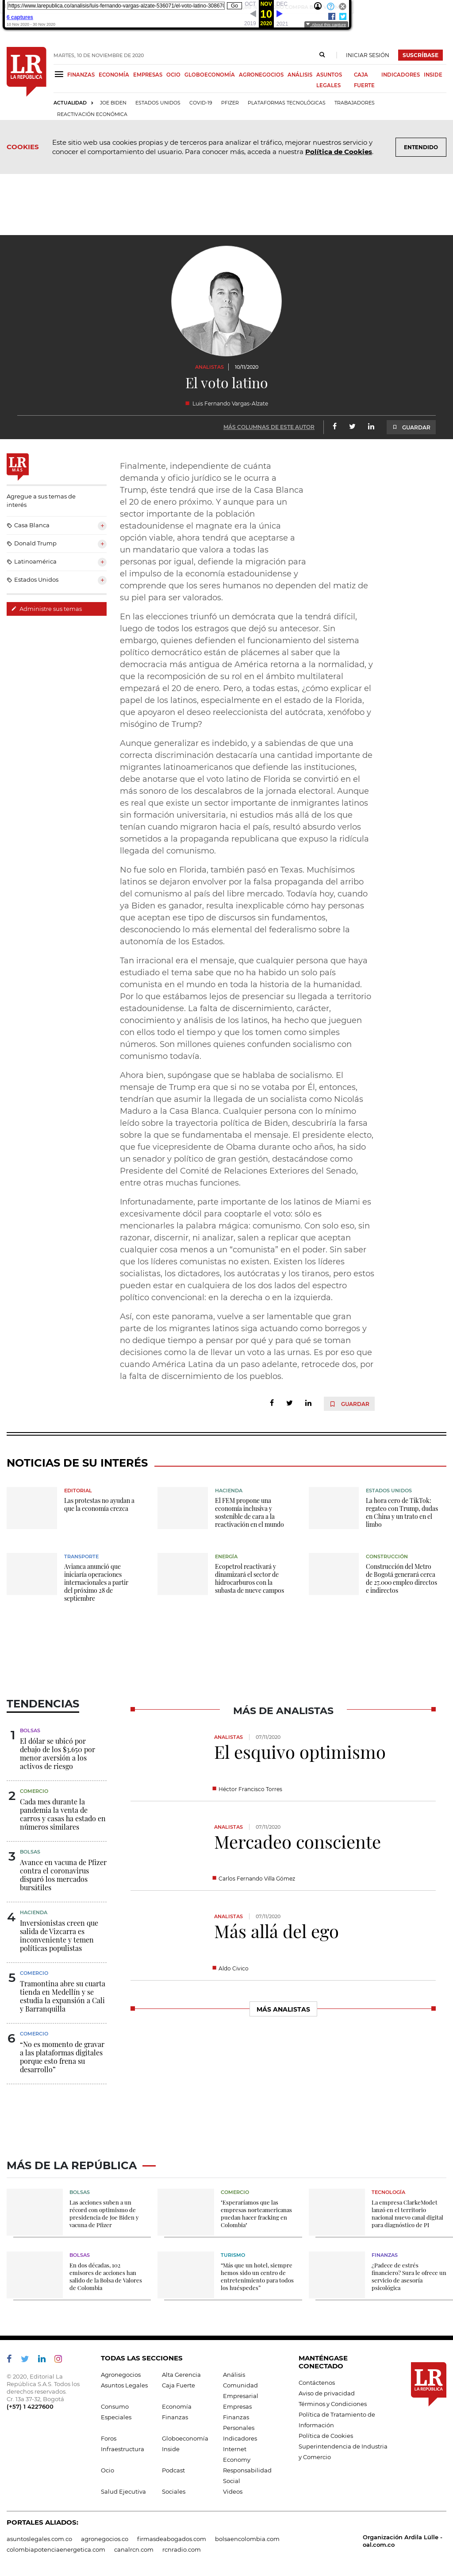 https://www.larepublica.co/analisis/luis-fernando-vargas-alzate-536071/el-voto-latino-308670
Go
OCT NOV DEC
10
2019 2020 2021
6 captures
10 Nov 2020 - 30 Nov 2020
About this capture
LR
LA REPÚBLICA
MARTES, 10 DE NOVIEMBRE DE 2020
INICIAR SESIÓN
SUSCRÍBASE
FINANZAS ECONOMÍA EMPRESAS OCIO GLOBOECONOMÍA AGRONEGOCIOS ANÁLISIS ASUNTOS LEGALES CAJA FUERTE INDICADORES INSIDE
ACTUALIDAD JOE BIDEN ESTADOS UNIDOS COVID-19 PFIZER PLATAFORMAS TECNOLÓGICAS TRABAJADORES
REACTIVACIÓN ECONÓMICA
COOKIES
Este sitio web usa cookies propias y de terceros para analizar el tráfico, mejorar nuestros servicio y
conocer el comportamiento del usuario. Para conocer más, acceda a nuestra Política de Cookies.
ENTENDIDO
ANALISTAS 10/11/2020
El voto latino
Luis Fernando Vargas-Alzate
MÁS COLUMNAS DE ESTE AUTOR
GUARDAR
LR
MÁS
Agregue a sus temas de
interés
Casa Blanca +
Donald Trump +
Latinoamérica +
Estados Unidos +
Administre sus temas
Finalmente, independiente de cuánta
demanda y oficio jurídico se le ocurra a
Trump, éste tendrá que irse de la Casa Blanca
el 20 de enero próximo. Y aunque para un
sector importante de la población
estadounidense el magnate era la única
opción viable, ahora tendrá que aceptarse a
un mandatario que valora a todas las
personas por igual, defiende la migración para
el impulso de la economía estadounidense y
comprende que los seres humanos no dependen del matiz de
su piel para ser valorados.
En las elecciones triunfó un demócrata que la tendrá difícil,
luego de todos los estragos que dejó su antecesor. Sin
embargo, quienes defienden el funcionamiento del sistema
político democrático están de plácemes al saber que la
democracia más antigua de América retorna a la normalidad, y
a que la recomposición de un orden más equilibrado
empezará el 20 de enero. Pero, a todas estas, ¿cómo explicar el
papel de los latinos, especialmente en el estado de Florida, que
apoyaron el deseo reeleccionista del autócrata, xenófobo y
misógino de Trump?
Aunque generalizar es indebido, y a sabiendas que una
correcta discriminación destacaría una cantidad importante de
migrantes latinoamericanos que defiende las instituciones,
debe anotarse que el voto latino de Florida se convirtió en el
más sonoro de los desbalances de la jornada electoral. Aunque
es real que existe un sector importante de inmigrantes latinos
sin formación universitaria, ni estudios más allá de los que
tenían cuando migraron hacia el país, resultó absurdo verlos
sometidos a la propaganda republicana que expuso la ridícula
llegada del comunismo.
No fue solo en Florida, también pasó en Texas. Muchísimos
latinos se dejaron envolver por la falsa propaganda del arribo
del comunismo al país del libre mercado. Todavía hoy, cuando
ya Biden es ganador, resulta inexplicable cómo hay personas
que aceptan ese tipo de discursos sin fundamentos,
desconociendo lo más elemental del federalismo sobre la
autonomía de lo Estados.
Tan irracional era el mensaje, que cualquier persona que haya
estudiado el tema sabe que no ha habido un solo país
comunista en el mundo en toda la historia de la humanidad.
Por lo que estábamos lejos de presenciar su llegada a territorio
estadounidense. La falta de discernimiento, carácter,
conocimiento y análisis de los latinos, ha hecho que jueguen
con ellos todo el tiempo y que los tomen como simples
números. Son millones quienes confunden socialismo con
comunismo todavía.
Ahora bien, supóngase que se hablaba de socialismo. El
mensaje de Trump era que si no se votaba por Él, entonces,
tendrían que asumir la llegada de un socialista como Nicolás
Maduro a la Casa Blanca. Cualquier persona con lo mínimo
leído sobre la trayectoria política de Biden, descubriría la farsa
sobre la que se fundamentaba el mensaje. El presidente electo,
que fue vicepresidente de Obama durante ocho años, ha sido
un senador y político de gran gestión, destacándose como
Presidente del Comité de Relaciones Exteriores del Senado,
entre otras muchas funciones.
Infortunadamente, parte importante de los latinos de Miami es
excesivamente dócil para cooptarle el voto: sólo es
mencionarles la palabra márgica: comunismo. Con solo eso, sin
razonar, discernir, ni analizar, salen a replicar que aceptan
cualquier cosa menos a un “comunista” en el poder. Sin saber
que los líderes comunistas no existen. Existen los líderes
socialistas, los dictadores, los autócratas y los tiranos, pero estos
pueden estar en cualquiera de los dos lados del espectro
político, bien como en la derecha o en la izquierda.
Así, con este panorama, vuelve a ser lamentable que gran
parte de los migrantes latinos siga actuando como borregos y
no dedique tiempo a pensar por qué y para qué se toman
decisiones como la de llevar un voto a las urnas. Es por eso que
cuando América Latina da un paso adelante, retrocede dos, por
la falta de discernimiento de los pueblos.
GUARDAR
NOTICIAS DE SU INTERÉS
EDITORIAL
Las protestas no ayudan a
que la economía crezca
HACIENDA
El FEM propone una
economía inclusiva y
sostenible de cara a la
reactivación en el mundo
ESTADOS UNIDOS
La hora cero de TikTok:
regateo con Trump, dudas
en China y un trato en el
limbo
TRANSPORTE
Avianca anunció que
iniciaría operaciones
internacionales a partir
del próximo 28 de
septiembre
ENERGÍA
Ecopetrol reactivará y
dinamizará el sector de
hidrocarburos con la
subasta de nueve campos
CONSTRUCCIÓN
Construcción del Metro
de Bogotá generará cerca
de 27.000 empleo directos
e indirectos
TENDENCIAS
1 BOLSAS
El dólar se ubicó por
debajo de los $3.650 por
menor aversión a los
activos de riesgo
2 COMERCIO
Cada mes durante la
pandemia la venta de
carros y casas ha estado en
números similares
3 BOLSAS
Avance en vacuna de Pfizer
contra el coronavirus
disparó los mercados
bursátiles
4 HACIENDA
Inversionistas creen que
salida de Vizcarra es
inconveniente y temen
políticas populistas
5 COMERCIO
Tramontina abre su cuarta
tienda en Medellín y se
estudia la expansión a Cali
y Barranquilla
6 COMERCIO
“No es momento de gravar
a las plataformas digitales
porque esto frena su
desarrollo”
MÁS DE ANALISTAS
ANALISTAS 07/11/2020
El esquivo optimismo
Héctor Francisco Torres
ANALISTAS 07/11/2020
Mercadeo consciente
Carlos Fernando Villa Gómez
ANALISTAS 07/11/2020
Más allá del ego
Aldo Civico
MÁS ANALISTAS
MÁS DE LA REPÚBLICA
BOLSAS
Las acciones suben a un
récord con optimismo de
presidencia de Joe Biden y
vacuna de Pfizer
COMERCIO
"Esperaríamos que las
empresas norteamericanas
puedan hacer fracking en
Colombia"
TECNOLOGÍA
La empresa ClarkeModet
lanzó en el territorio
nacional nuevo canal digital
para diagnóstico de PI
BOLSAS
En dos décadas, 102
emisores de acciones han
salido de la Bolsa de Valores
de Colombia
TURISMO
“Más que un hotel, siempre
hemos sido un centro de
entretenimiento para todos
los huéspedes”
FINANZAS
¿Padece de estrés
financiero? Sura le ofrece un
servicio de asesoría
psicológica
© 2020, Editorial La
República S.A.S. Todos los
derechos reservados.
Cr. 13a 37-32, Bogotá
(+57) 1 4227600
TODAS LAS SECCIONES
Agronegocios Alta Gerencia Análisis
Asuntos Legales Caja Fuerte Comunidad Empresarial
Consumo Economía Empresas
Especiales Finanzas Finanzas Personales
Foros Globoeconomía Indicadores
Infraestructura Inside Internet Economy
Ocio Podcast Responsabilidad Social
Salud Ejecutiva Sociales Videos
MANTÉNGASE
CONECTADO
Contáctenos
Aviso de privacidad
Términos y Condiciones
Política de Tratamiento de
Información
Política de Cookies
Superintendencia de Industria
y Comercio
LR
LA REPÚBLICA
PORTALES ALIADOS:
asuntoslegales.com.co agronegocios.co firmasdeabogados.com bolsaencolombia.com
colombiapotenciaenergetica.com canalrcn.com rcnradio.com
Organización Ardila Lülle -
oal.com.co